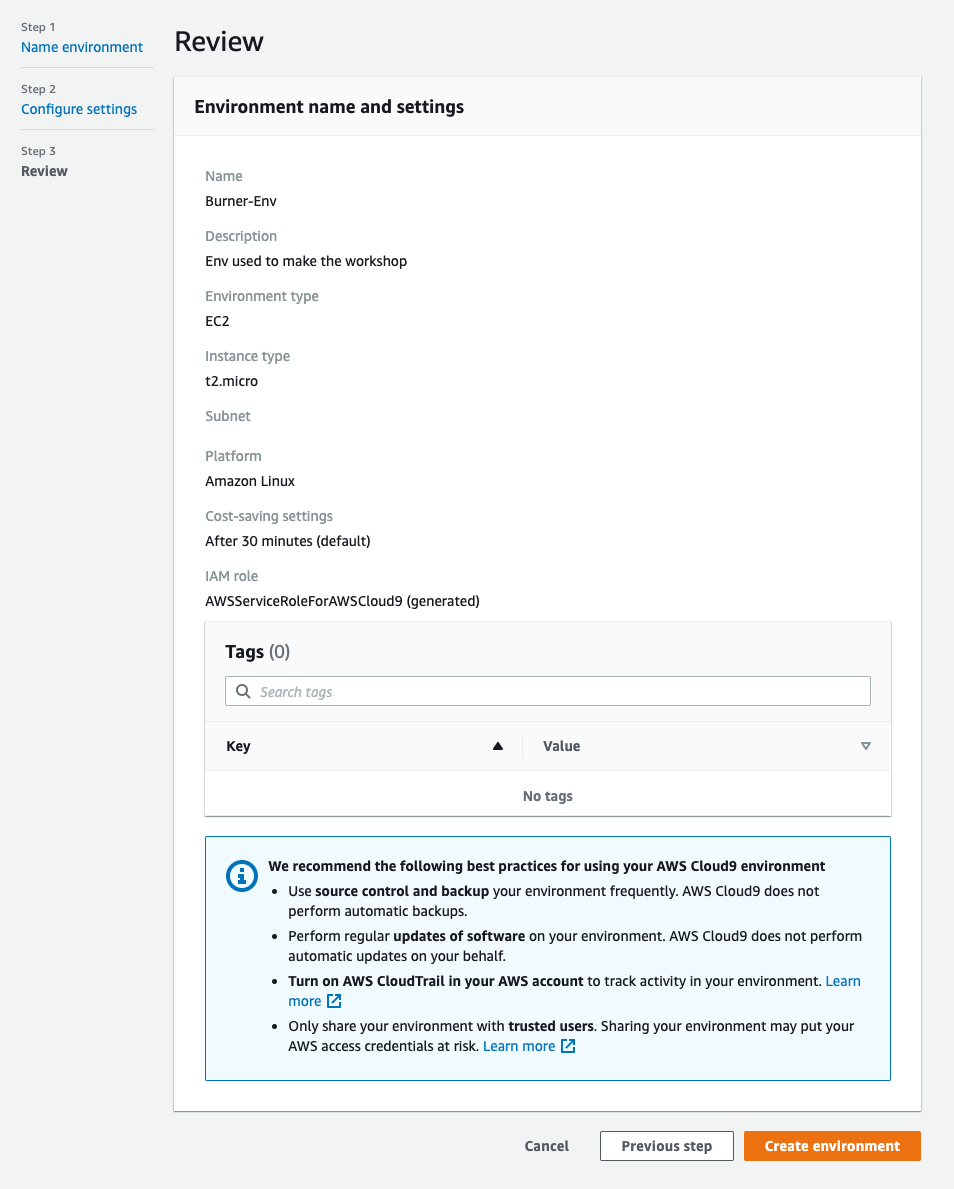 Step 1
Name environment
Step 2
Configure settings
Step 3
Review
Review
Environment name and settings
Name
Burner-Env
Description
Env used to make the workshop
Environment type
EC2
Instance type
t2.micro
Subnet
Platform
Amazon Linux
Cost-saving settings
After 30 minutes (default)
IAM role
AWSServiceRoleForAWSCloud9 (generated)
Tags (0)
Search tags
Key
Value
No tags
We recommend the following best practices for using your AWS Cloud9 environment
• Use source control and backup your environment frequently. AWS Cloud9 does not
perform automatic backups.
• Perform regular updates of software on your environment. AWS Cloud9 does not perform
automatic updates on your behalf.
• Turn on AWS CloudTrail in your AWS account to track activity in your environment. Learn
more
• Only share your environment with trusted users. Sharing your environment may put your
AWS access credentials at risk. Learn more
Cancel
Previous step
Create environment